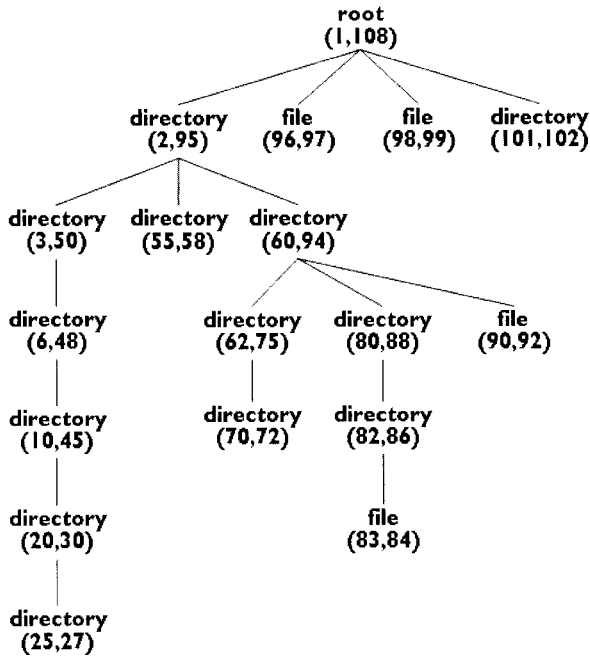 root
(1,108)
directory file file directory
(2,95) (96,97) (98,99) (101,102)
directory directory directory
(3,50) (55,58) (60,94)
directory directory directory file
(6,48) (62,75) (80,88) (90,92)
directory directory directory
(10,45) (70,72) (82,86)
directory file
(20,30) (83,84)
directory
(25,27)